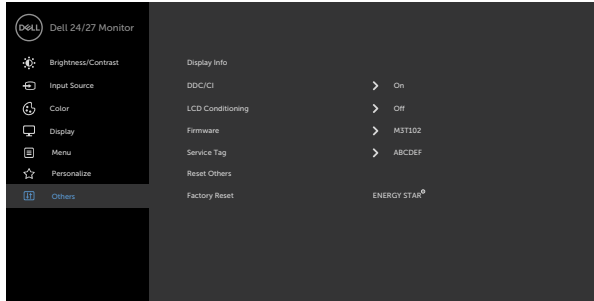 DELL Dell 24/27 Monitor
Brightness/Contrast Display Info
Input Source DDC/CI On
Color LCD Conditioning Off
Display Firmware M3T102
Menu Service Tag ABCDEF
Personalize Reset Others
Others Factory Reset ENERGY STAR®